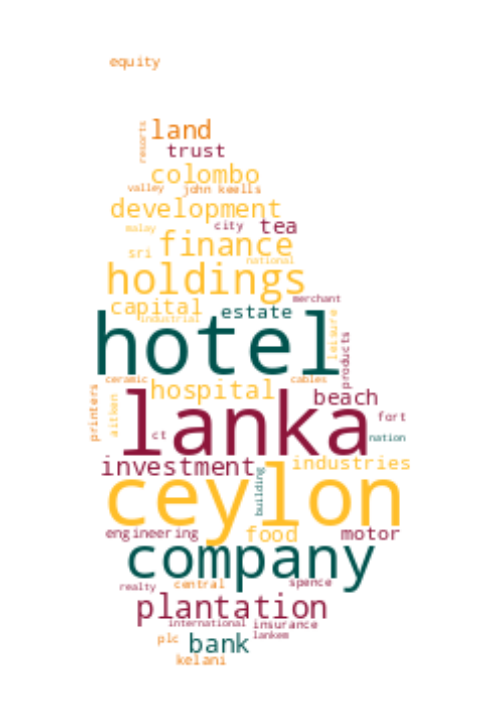 equity
land
resorts
trust
colombo
valley
john keells
development
malay
city
tea
finance
sri
national
holdings
merchant
capital
industrial
estate
leisure
hotel
products
ceramic
cables
hospital
beach
printers
aitken
lanka
fort
ct
nation
investment
industries
building
ceylon
engineering
food
motor
company
realty
central
spence
plantation
international
insurance
lankem
plc
bank
kelani